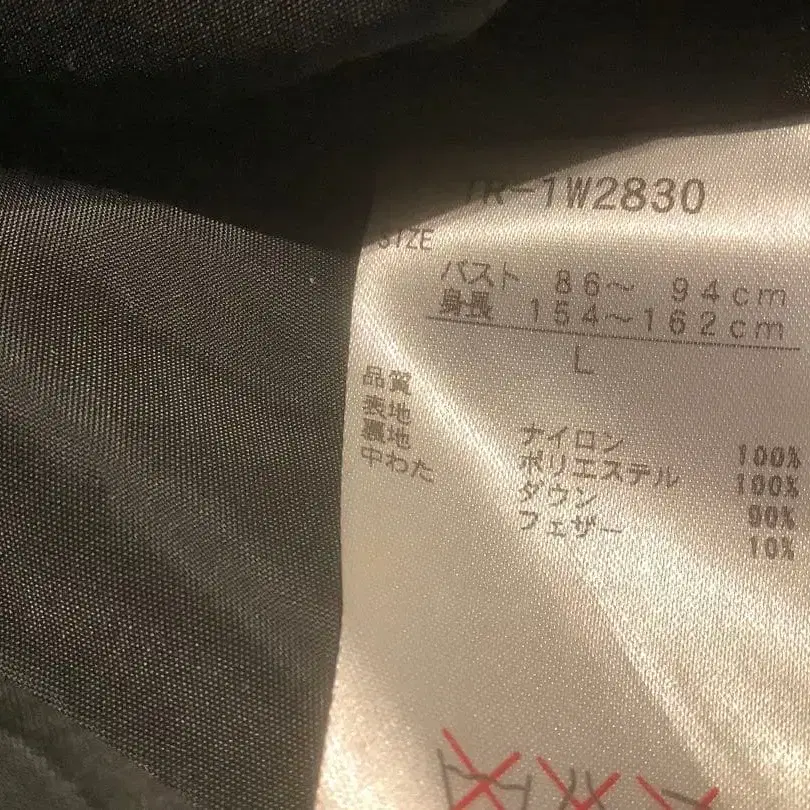 TR-1W2830
SIZE
バスト 86～ 94cm
身長 154～162cm
L
品質
表地 ナイロン 100%
裏地 ポリエステル 100%
中わた ダウン 90%
フェザー 10%